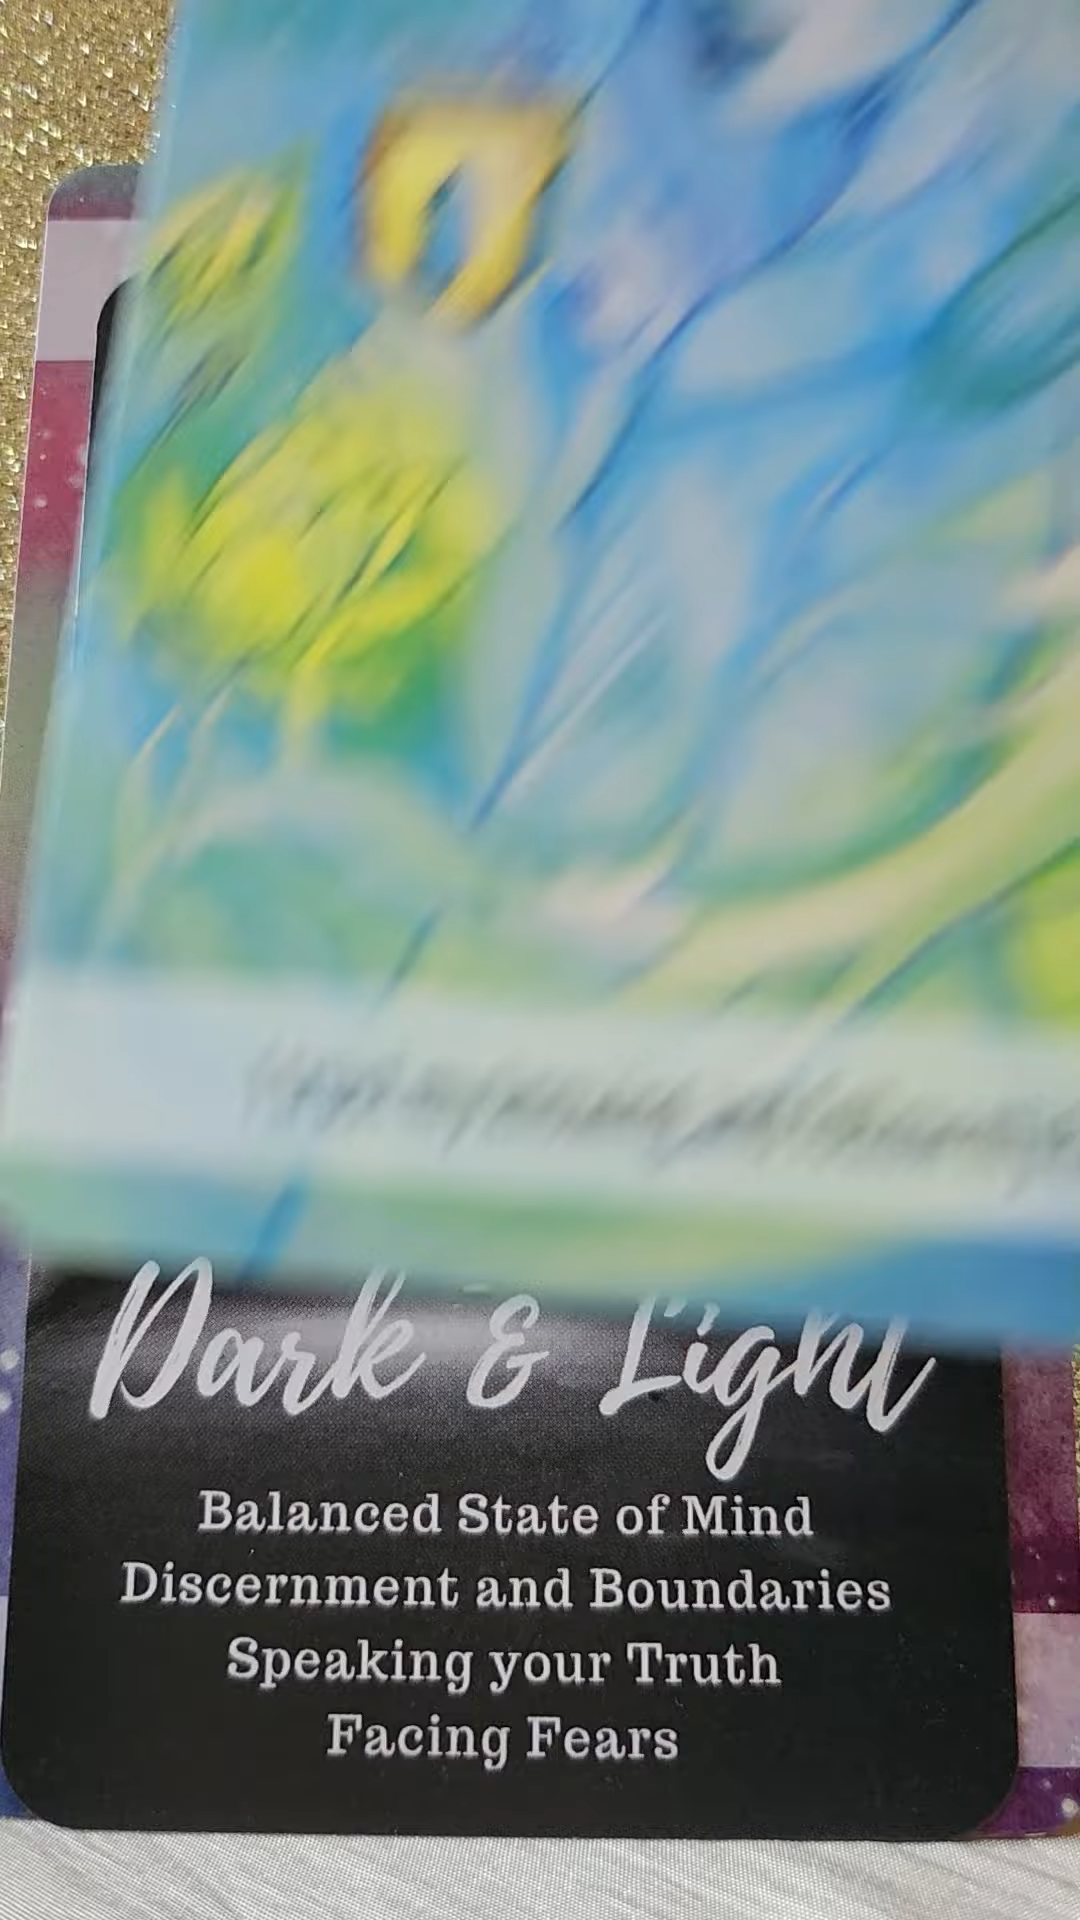 Dark & Light
Balanced State of Mind
Discernment and Boundaries
Speaking your Truth
Facing Fears